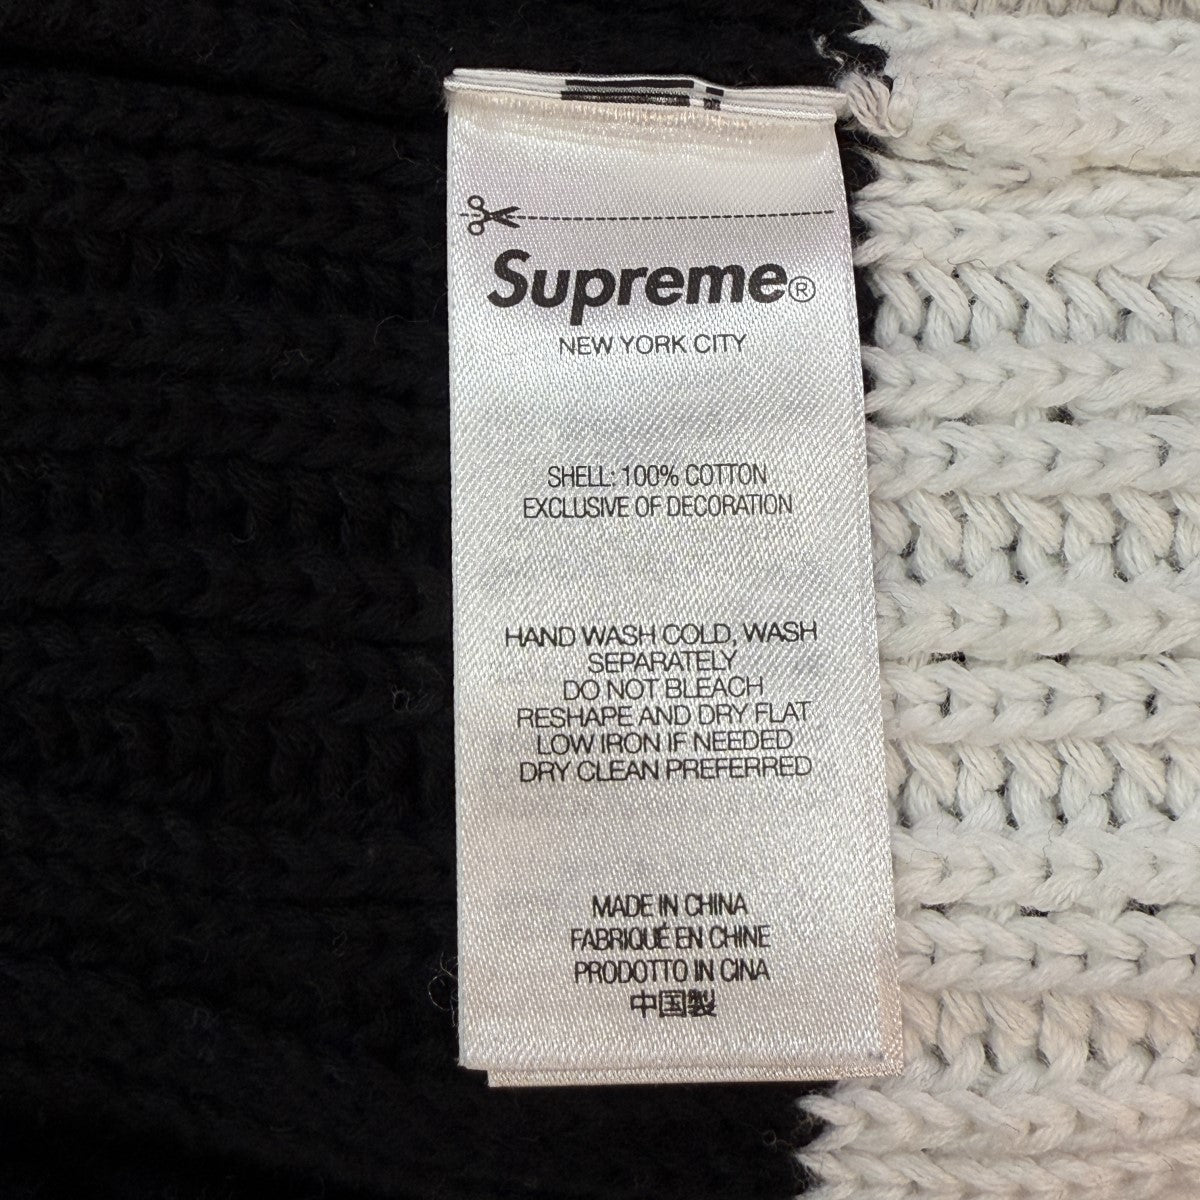 Supreme®
NEW YORK CITY
SHELL: 100% COTTON
EXCLUSIVE OF DECORATION
HAND WASH COLD, WASH
SEPARATELY
DO NOT BLEACH
RESHAPE AND DRY FLAT
LOW IRON IF NEEDED
DRY CLEAN PREFERRED
MADE IN CHINA
FABRIQUÉ EN CHINE
PRODOTTO IN CINA
中国製